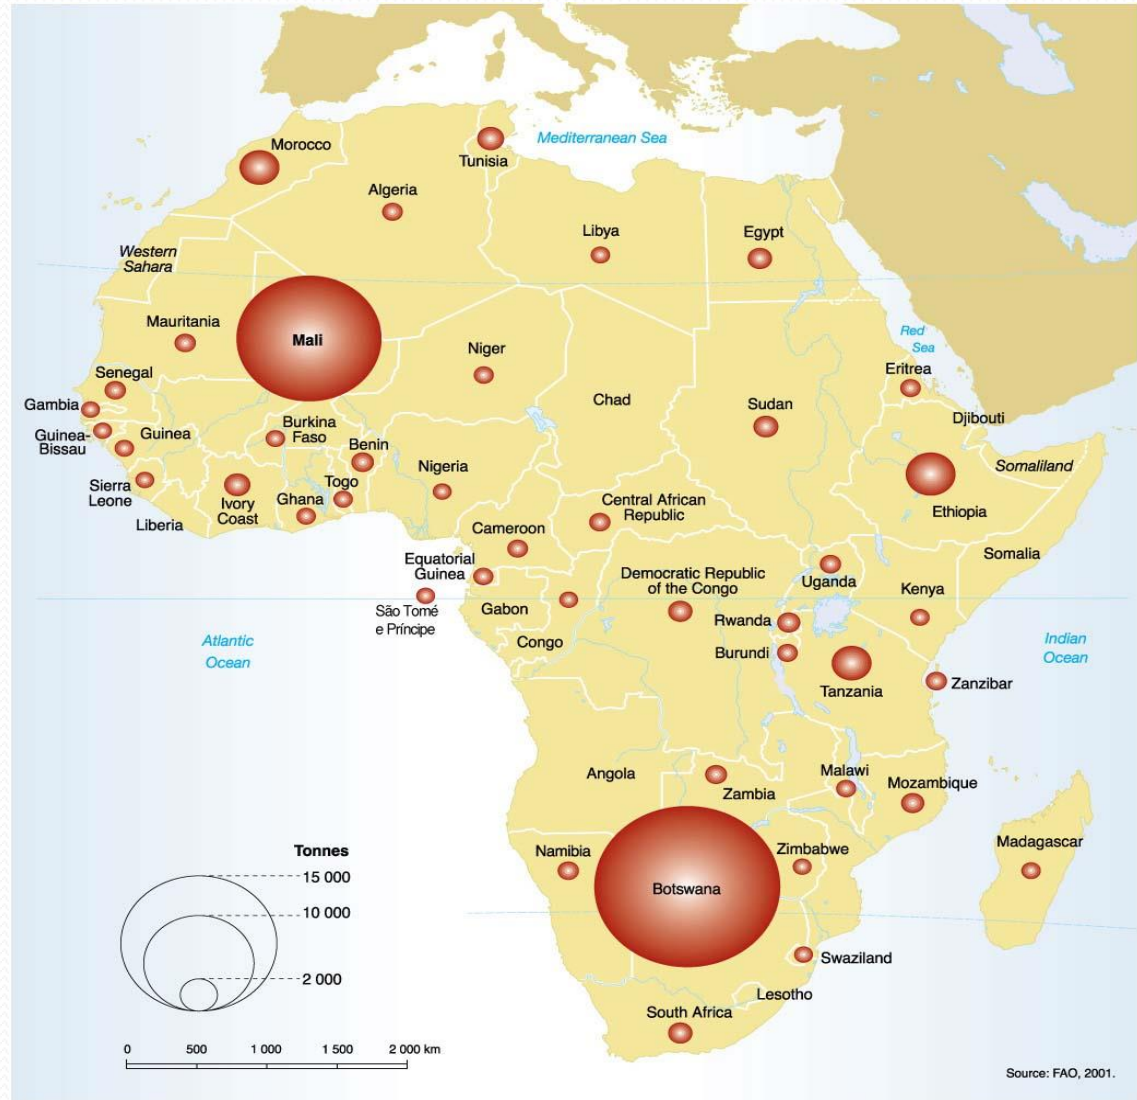 Morocco
Tunisia
Mediterranean Sea
Algeria
Libya
Egypt
Western
Sahara
Mauritania
Mali
Niger
Chad
Sudan
Red
Sea
Eritrea
Senegal
Gambia
Guinea-
Bissau
Guinea
Burkina
Faso
Benin
Nigeria
Djibouti
Somaliland
Ethiopia
Sierra
Leone
Liberia
Ivory
Coast
Ghana
Togo
Central African
Republic
Cameroon
Somalia
Equatorial
Guinea
Democratic Republic
of the Congo
Uganda
Kenya
São Tomé
e Príncipe
Gabon
Congo
Rwanda
Burundi
Atlantic
Ocean
Indian
Ocean
Tanzania
Zanzibar
Angola
Zambia
Malawi
Mozambique
Namibia
Botswana
Zimbabwe
Madagascar
Swaziland
Lesotho
South Africa
Tonnes
15 000
10 000
2 000
0 500 1 000 1 500 2 000 km
Source: FAO, 2001.